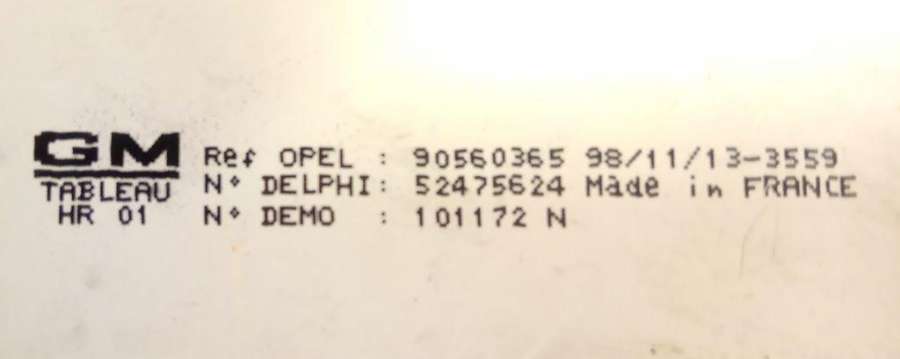 GM
TABLEAU
HR 01
Ref OPEL : 90560365 98/11/13-3559
N° DELPHI: 52475624 Made in FRANCE
N° DEMO : 101172 N